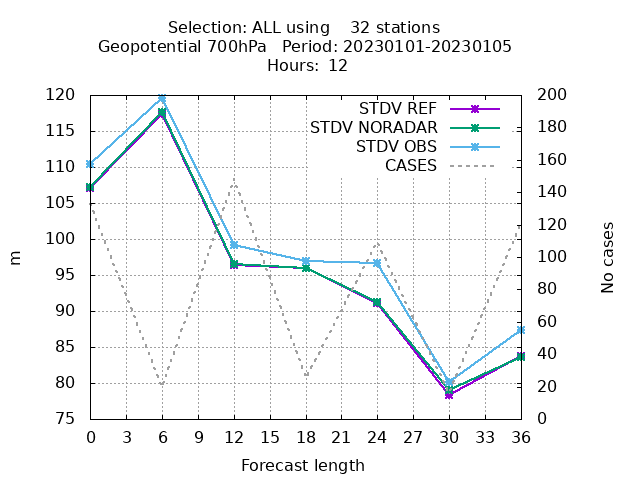 Selection: ALL using    32 stations
Geopotential 700hPa   Period: 20230101-20230105
Hours: 12
STDV REF
STDV NORADAR
STDV OBS
CASES
120
115
110
105
100
95
90
85
80
75
m
200
180
160
140
120
100
80
60
40
20
0
No cases
0 3 6 9 12 15 18 21 24 27 30 33 36
Forecast length